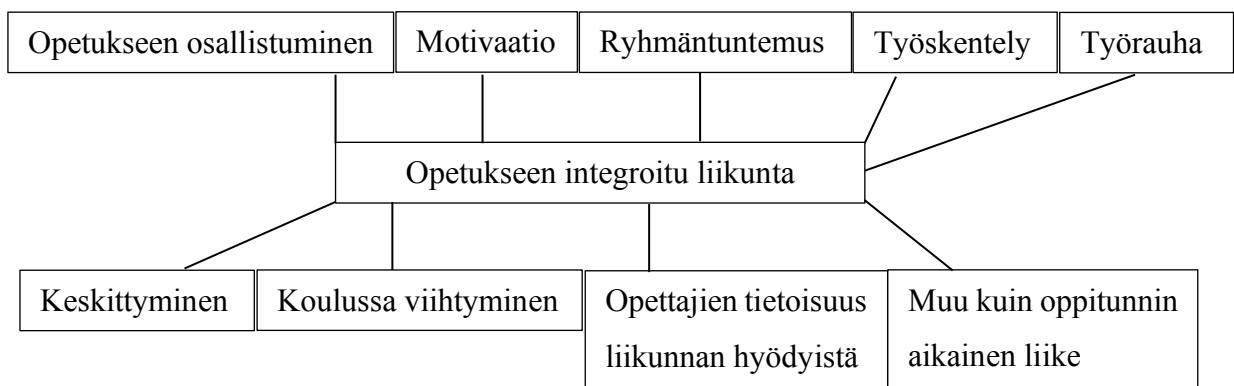 Opetukseen osallistuminen
Motivaatio
Ryhmäntuntemus
Työskentely
Työrauha
Opetukseen integroitu liikunta
Keskittyminen
Koulussa viihtyminen
Opettajien tietoisuus
liikunnan hyödyistä
Muu kuin oppitunnin
aikainen liike